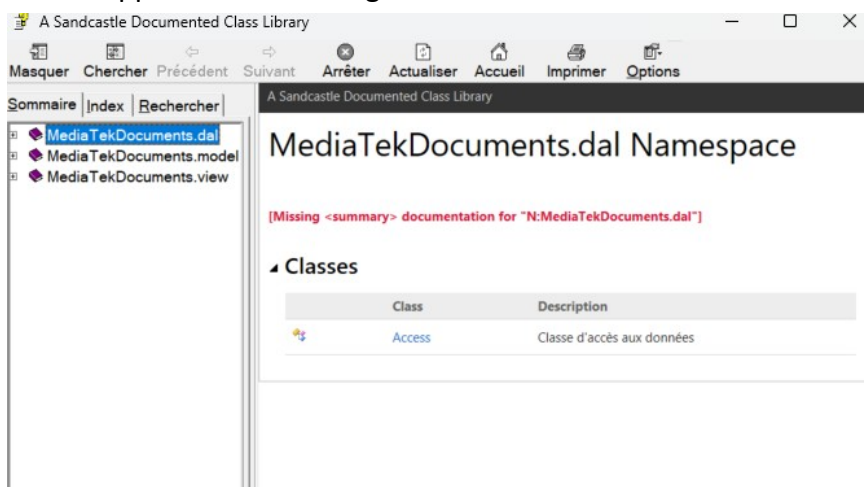 A Sandcastle Documented Class Library
Masquer Chercher Précédent Suivant Arrêter Actualiser Accueil Imprimer Options
Sommaire Index Rechercher
MediaTekDocuments.dal
MediaTekDocuments.model
MediaTekDocuments.view
A Sandcastle Documented Class Library
MediaTekDocuments.dal Namespace
[Missing <summary> documentation for "N:MediaTekDocuments.dal"]
Classes
Class Description
Access Classe d'accès aux données